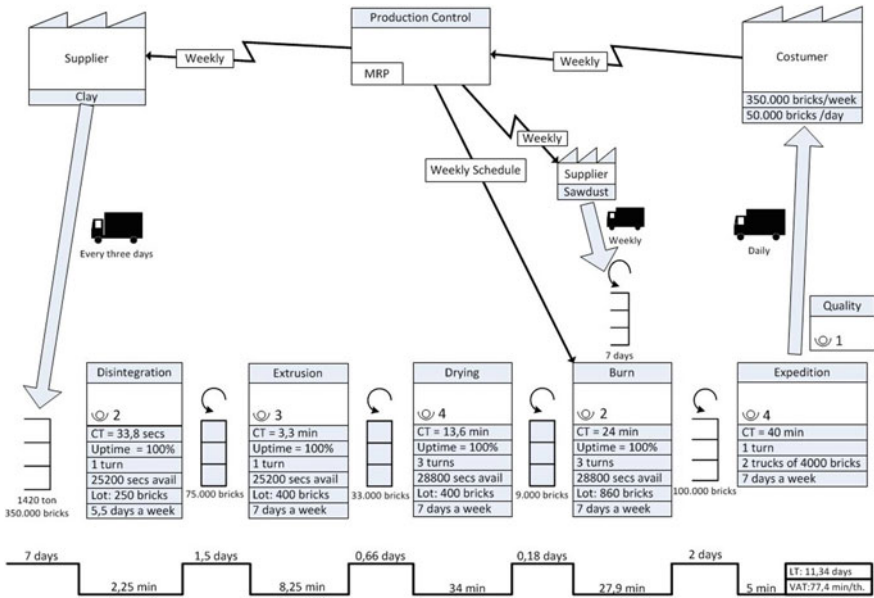 Production Control
MRP
Supplier
Clay
Weekly
Weekly
Costumer
350.000 bricks/week
50.000 bricks /day
Weekly
Weekly Schedule
Supplier
Sawdust
Every three days
Weekly
Daily
7 days
Quality
1
Disintegration
2
CT = 33,8 secs
Uptime = 100%
1 turn
25200 secs avail
Lot: 250 bricks
5,5 days a week
Extrusion
3
CT = 3,3 min
Uptime = 100%
1 turn
25200 secs avail
Lot: 400 bricks
7 days a week
Drying
4
CT = 13,6 min
Uptime = 100%
3 turns
28800 secs avail
Lot: 400 bricks
7 days a week
Burn
2
CT = 24 min
Uptime = 100%
3 turns
28800 secs avail
Lot: 860 bricks
7 days a week
Expedition
4
CT = 40 min
1 turn
2 trucks of 4000 bricks
7 days a week
1420 ton
350.000 bricks
75.000 bricks
33.000 bricks
9.000 bricks
100.000 bricks
7 days
1,5 days
0,66 days
0,18 days
2 days
2,25 min
8,25 min
34 min
27,9 min
5 min
LT: 11,34 days
VAT:77,4 min/th.